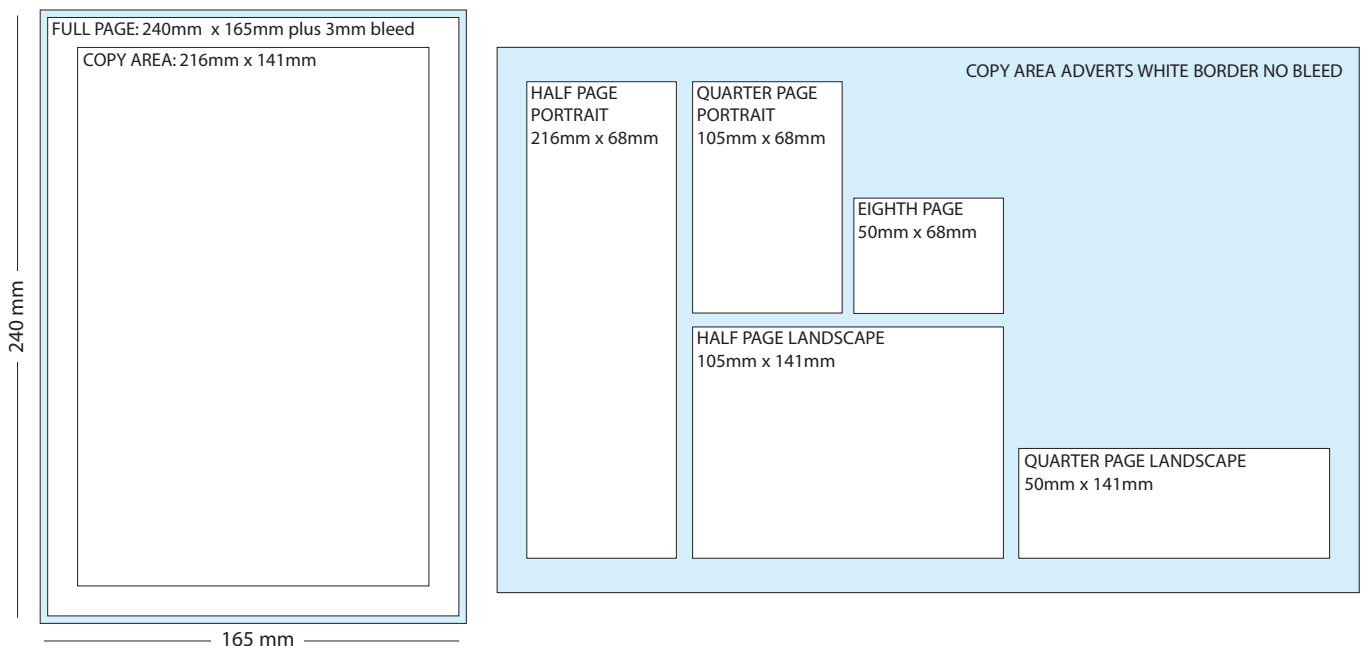 FULL PAGE: 240mm  x 165mm plus 3mm bleed
COPY AREA: 216mm x 141mm
240 mm
165 mm
COPY AREA ADVERTS WHITE BORDER NO BLEED
HALF PAGE
PORTRAIT
216mm x 68mm
QUARTER PAGE
PORTRAIT
105mm x 68mm
EIGHTH PAGE
50mm x 68mm
HALF PAGE LANDSCAPE
105mm x 141mm
QUARTER PAGE LANDSCAPE
50mm x 141mm